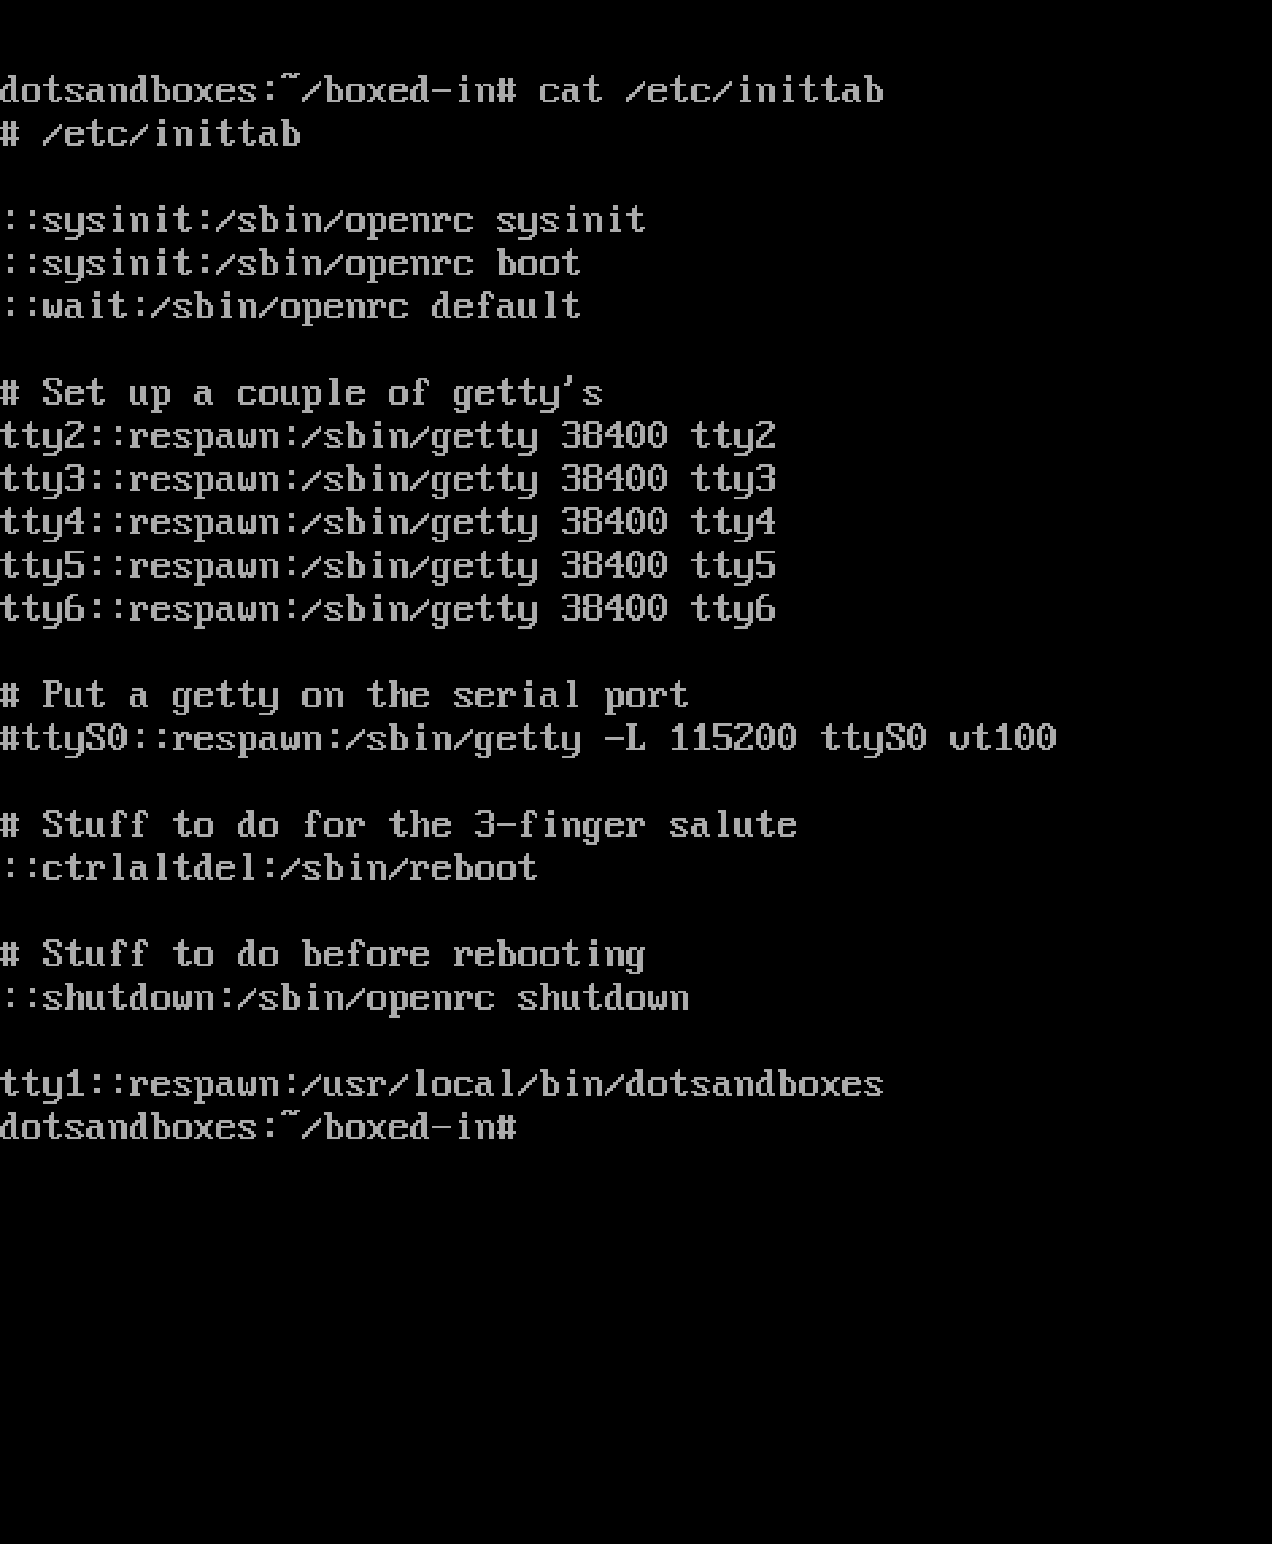 dotsandboxes:~/boxed-in# cat /etc/inittab
# /etc/inittab
::sysinit:/sbin/openrc sysinit
::sysinit:/sbin/openrc boot
::wait:/sbin/openrc default
# Set up a couple of getty's
tty2::respawn:/sbin/getty 38400 tty2
tty3::respawn:/sbin/getty 38400 tty3
tty4::respawn:/sbin/getty 38400 tty4
tty5::respawn:/sbin/getty 38400 tty5
tty6::respawn:/sbin/getty 38400 tty6
# Put a getty on the serial port
#ttyS0::respawn:/sbin/getty -L 115200 ttyS0 vt100
# Stuff to do for the 3-finger salute
::ctrlaltdel:/sbin/reboot
# Stuff to do before rebooting
::shutdown:/sbin/openrc shutdown
tty1::respawn:/usr/local/bin/dotsandboxes
dotsandboxes:~/boxed-in#